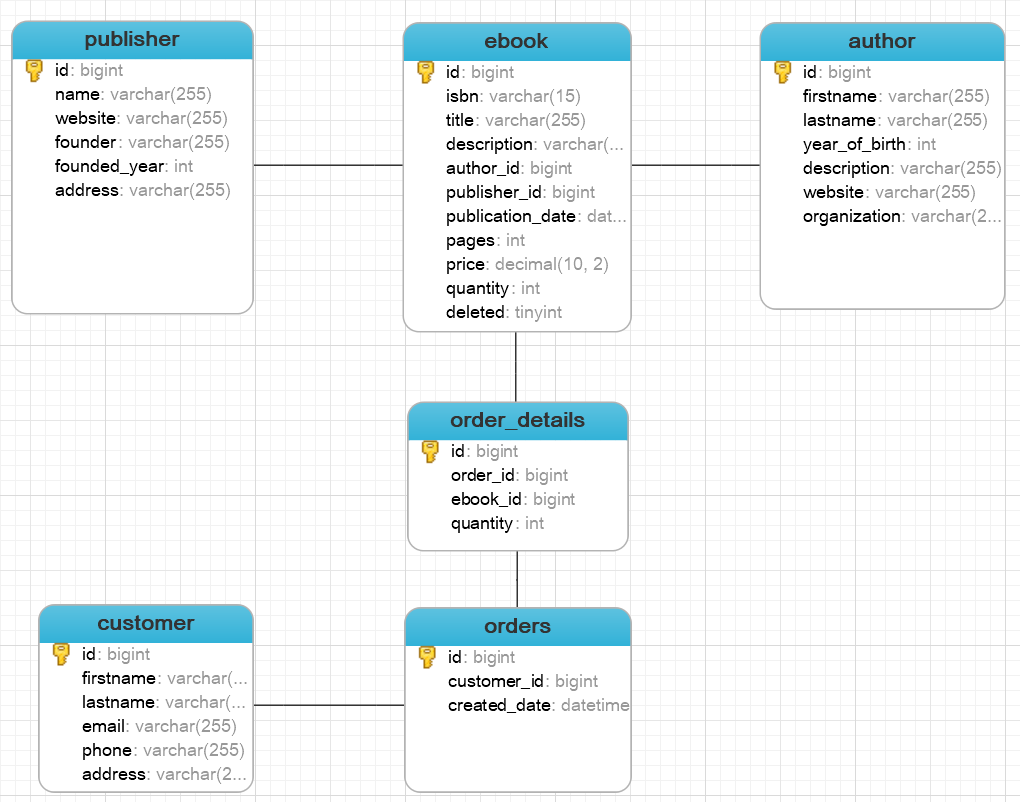 publisher
id: bigint
name: varchar(255)
website: varchar(255)
founder: varchar(255)
founded_year: int
address: varchar(255)
ebook
id: bigint
isbn: varchar(15)
title: varchar(255)
description: varchar(...
author_id: bigint
publisher_id: bigint
publication_date: dat...
pages: int
price: decimal(10, 2)
quantity: int
deleted: tinyint
author
id: bigint
firstname: varchar(255)
lastname: varchar(255)
year_of_birth: int
description: varchar(255)
website: varchar(255)
organization: varchar(2...
order_details
id: bigint
order_id: bigint
ebook_id: bigint
quantity: int
customer
id: bigint
firstname: varchar(...
lastname: varchar(...
email: varchar(255)
phone: varchar(255)
address: varchar(2...
orders
id: bigint
customer_id: bigint
created_date: datetime